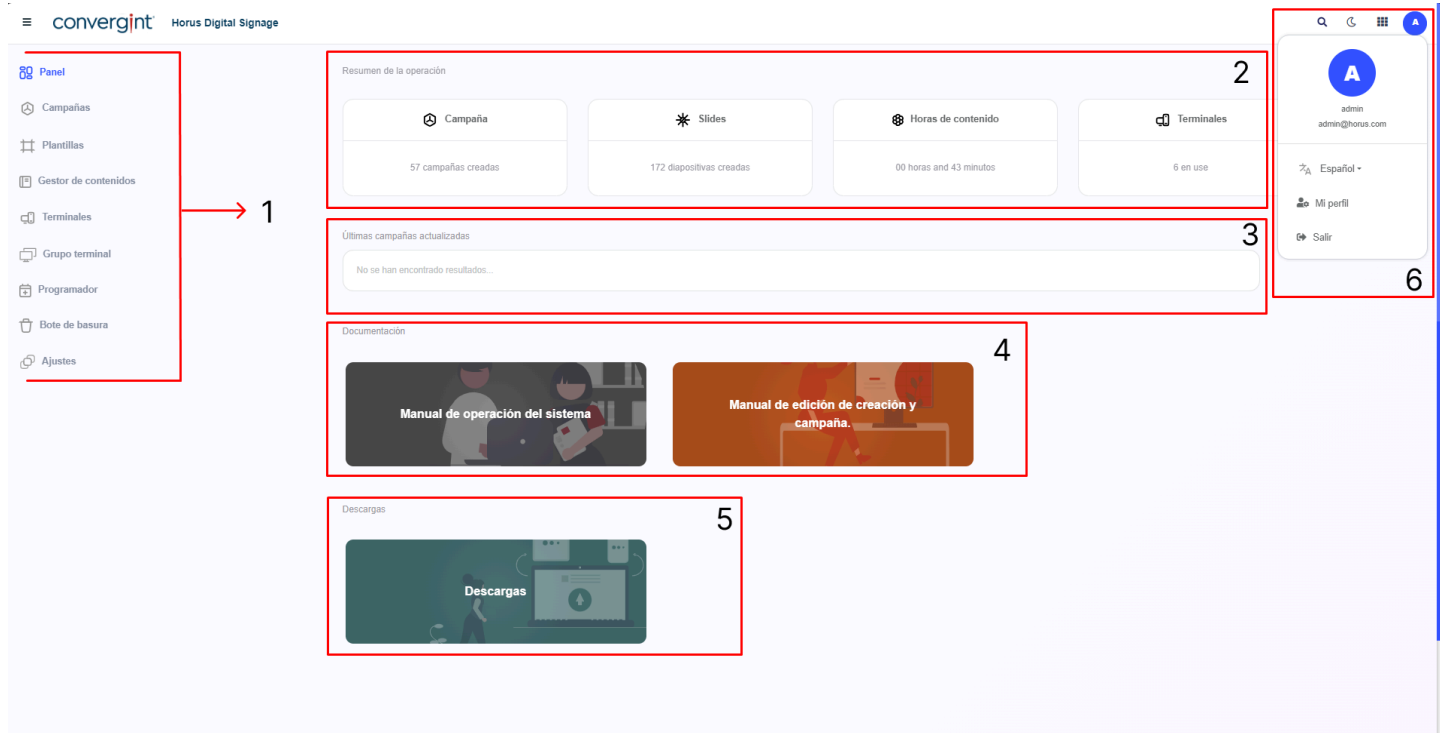 convergint
Horus Digital Signage
A
Panel
Campañas
Plantillas
Gestor de contenidos
Terminales
Grupo terminal
Programador
Bote de basura
Ajustes
1
Resumen de la operación
2
Campaña
57 campañas creadas
Slides
172 diapositivas creadas
Horas de contenido
00 horas and 43 minutos
Terminales
6 en use
Últimas campañas actualizadas
3
No se han encontrado resultados...
Documentación
4
Manual de operación del sistema
Manual de edición de creación y
campaña.
Descargas
5
Descargas
A
admin
admin@horus.com
Español
Mi perfil
Salir
6